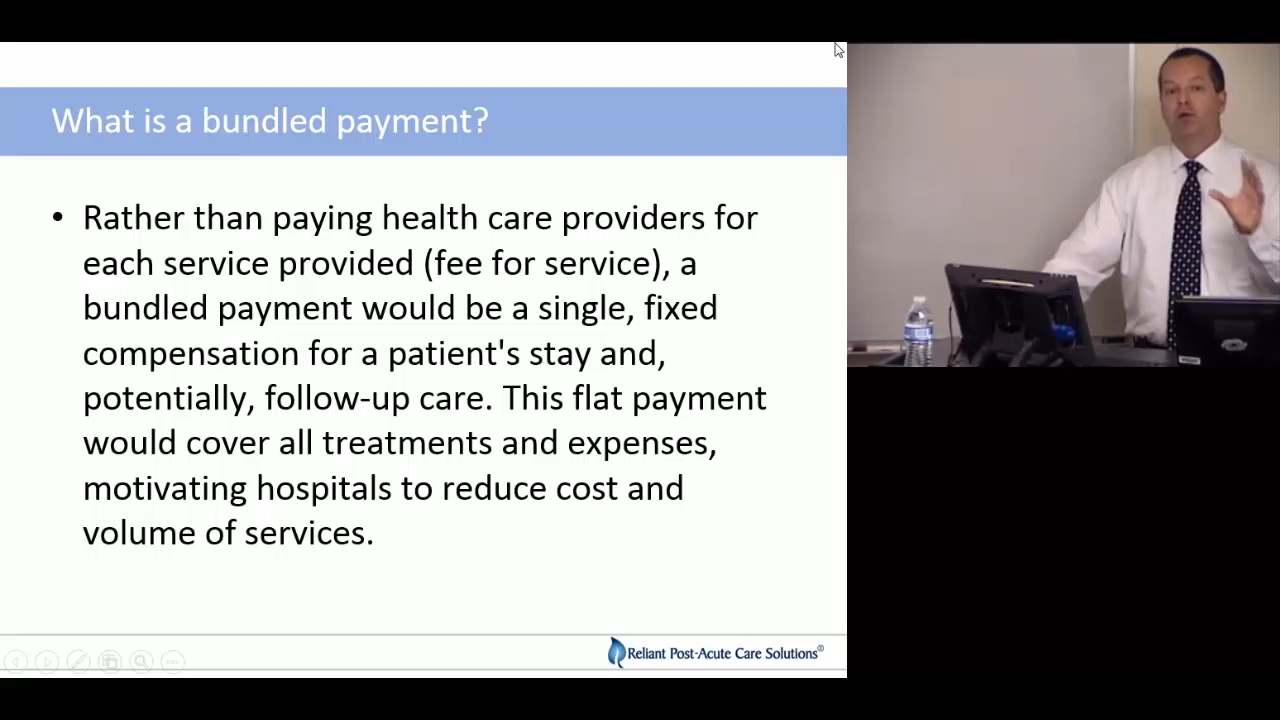 What is a bundled payment?
• Rather than paying health care providers for
each service provided (fee for service), a
bundled payment would be a single, fixed
compensation for a patient's stay and,
potentially, follow-up care. This flat payment
would cover all treatments and expenses,
motivating hospitals to reduce cost and
volume of services.
Reliant Post-Acute Care Solutions®